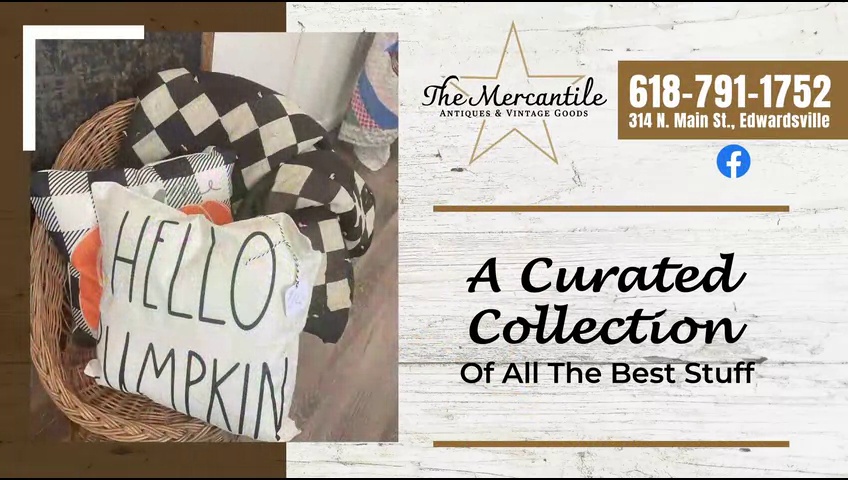 HELLO
UMPKIN
The Mercantile
ANTIQUES & VINTAGE GOODS
618-791-1752
314 N. Main St., Edwardsville
A Curated
Collection
Of All The Best Stuff